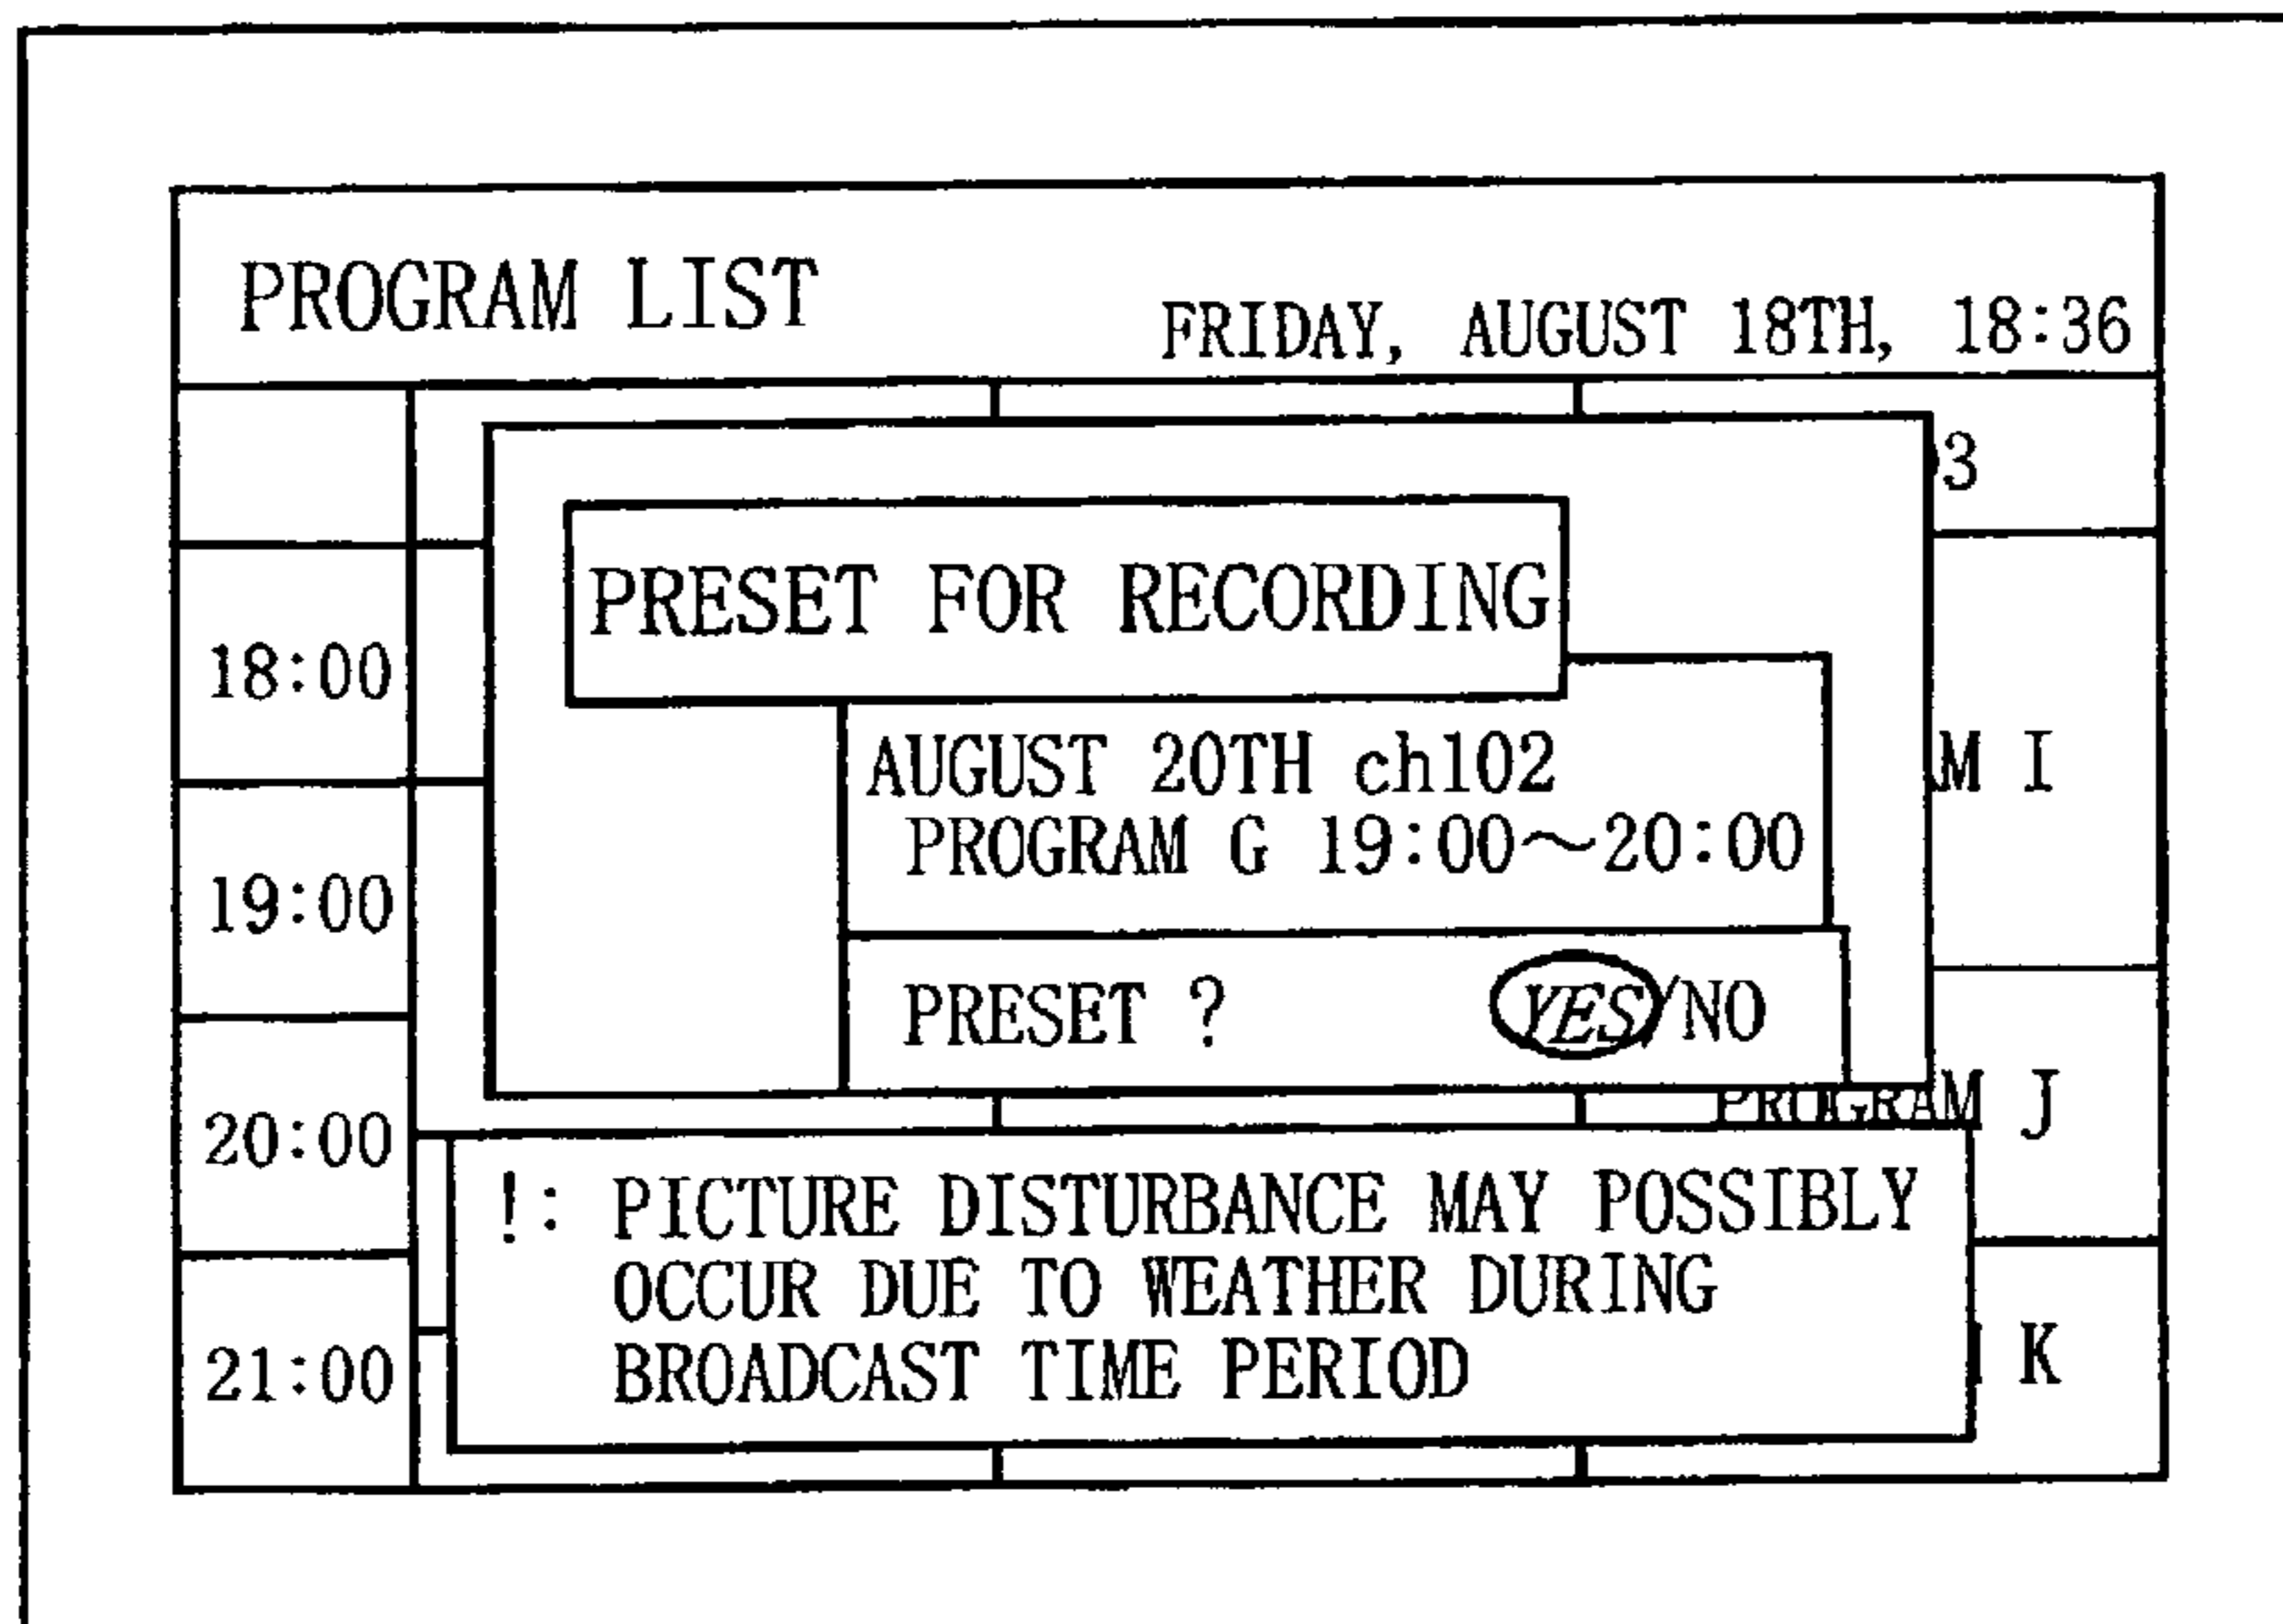 PROGRAM LIST
FRIDAY, AUGUST 18TH, 18:36
3
PRESET FOR RECORDING
18:00
AUGUST 20TH ch102
M I
PROGRAM G 19:00～20:00
19:00
PRESET ? YES/NO
PROGRAM J
20:00
!: PICTURE DISTURBANCE MAY POSSIBLY
OCCUR DUE TO WEATHER DURING
BROADCAST TIME PERIOD
21:00
K